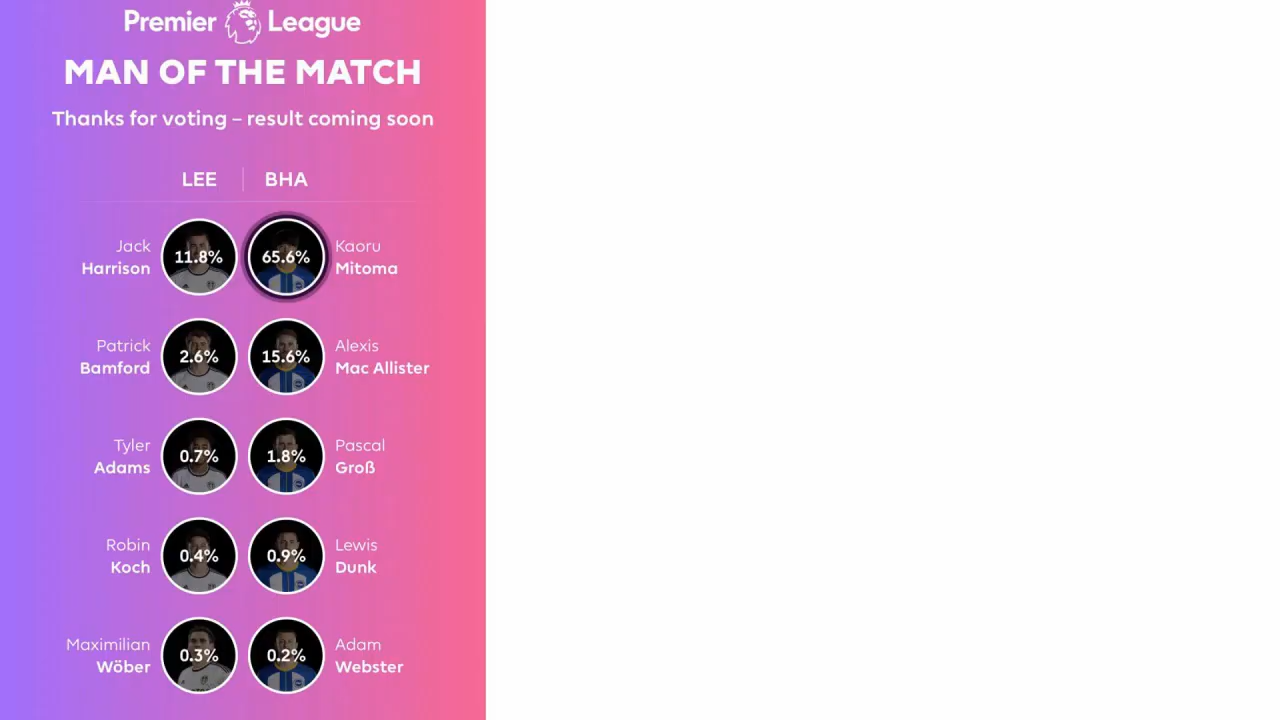 Premier League
MAN OF THE MATCH
Thanks for voting – result coming soon
LEE BHA
Jack
Harrison
11.8%
65.6%
Kaoru
Mitoma
Patrick
Bamford
2.6%
15.6%
Alexis
Mac Allister
Tyler
Adams
0.7%
1.8%
Pascal
Groß
Robin
Koch
0.4%
0.9%
Lewis
Dunk
Maximilian
Wöber
0.3%
0.2%
Adam
Webster